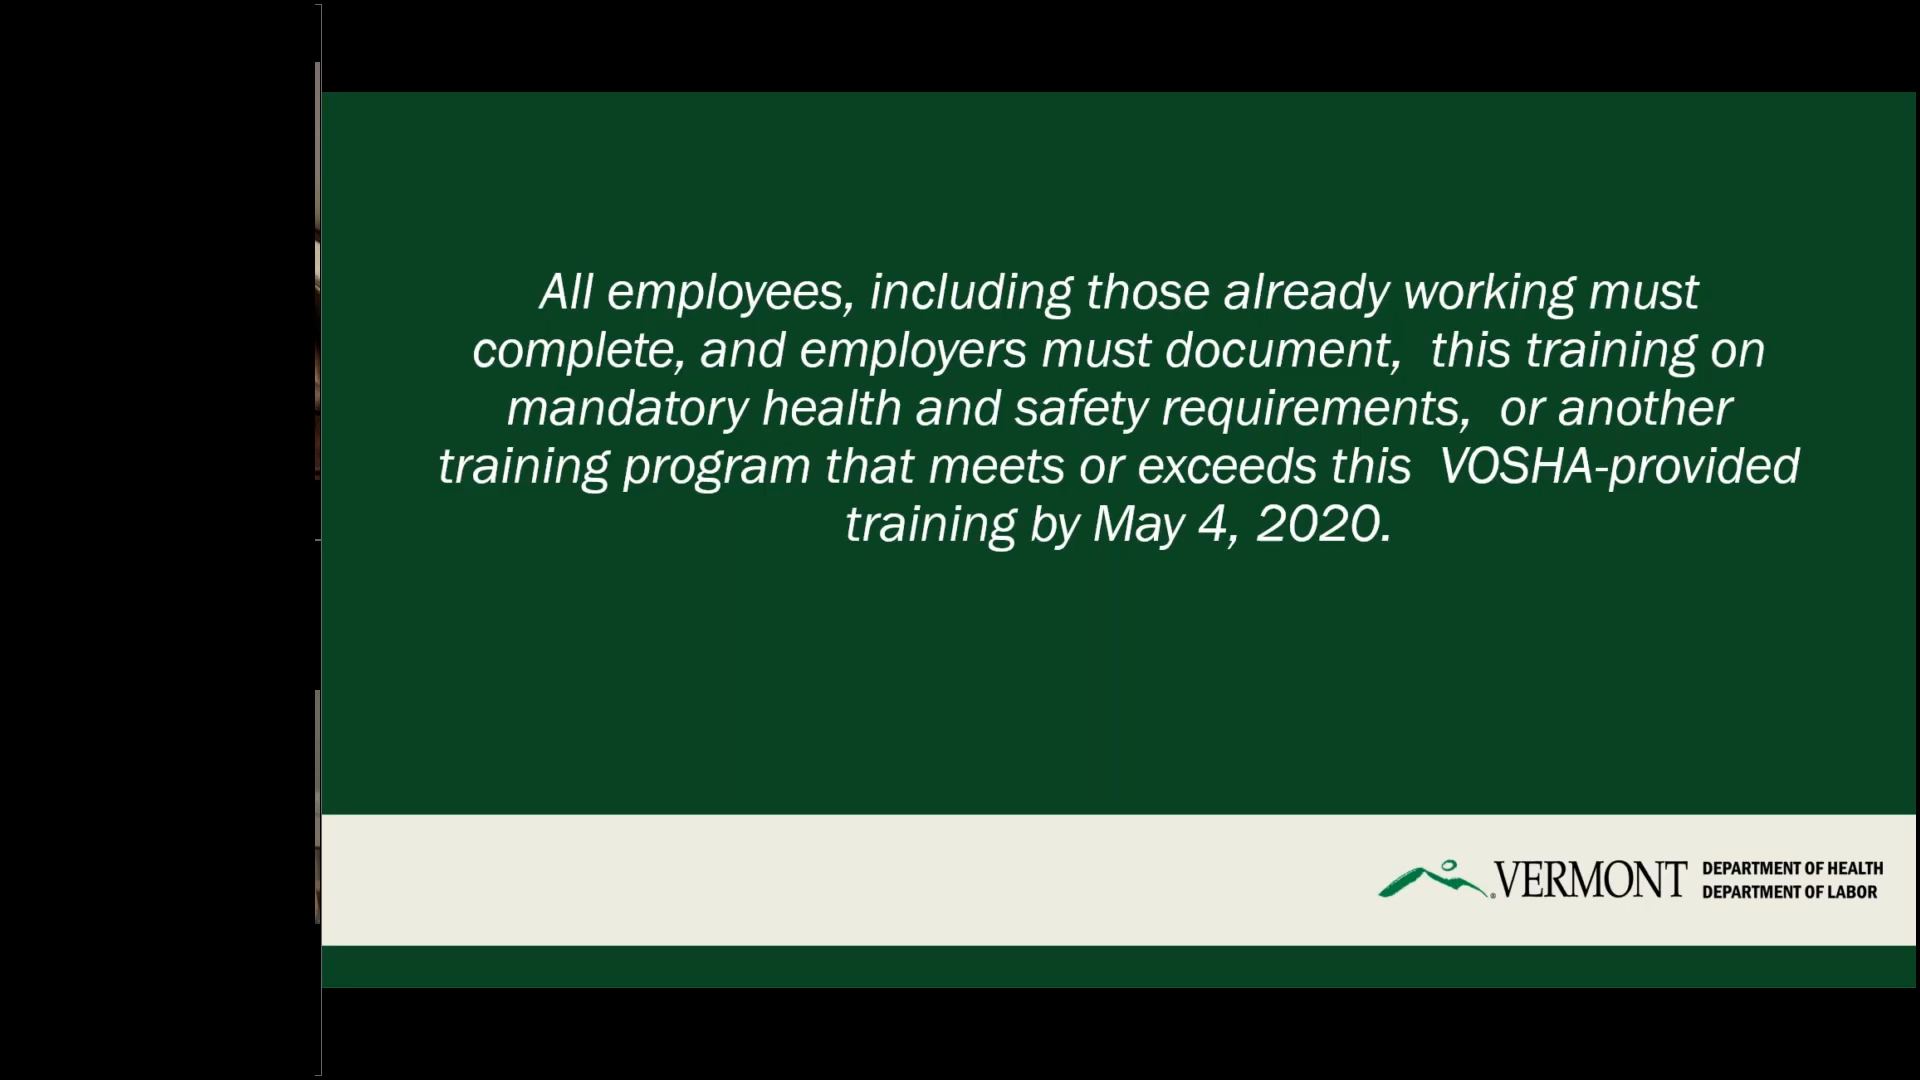 All employees, including those already working must
complete, and employers must document,  this training on
mandatory health and safety requirements,  or another
training program that meets or exceeds this  VOSHA-provided
training by May 4, 2020.
VERMONT
DEPARTMENT OF HEALTH
DEPARTMENT OF LABOR